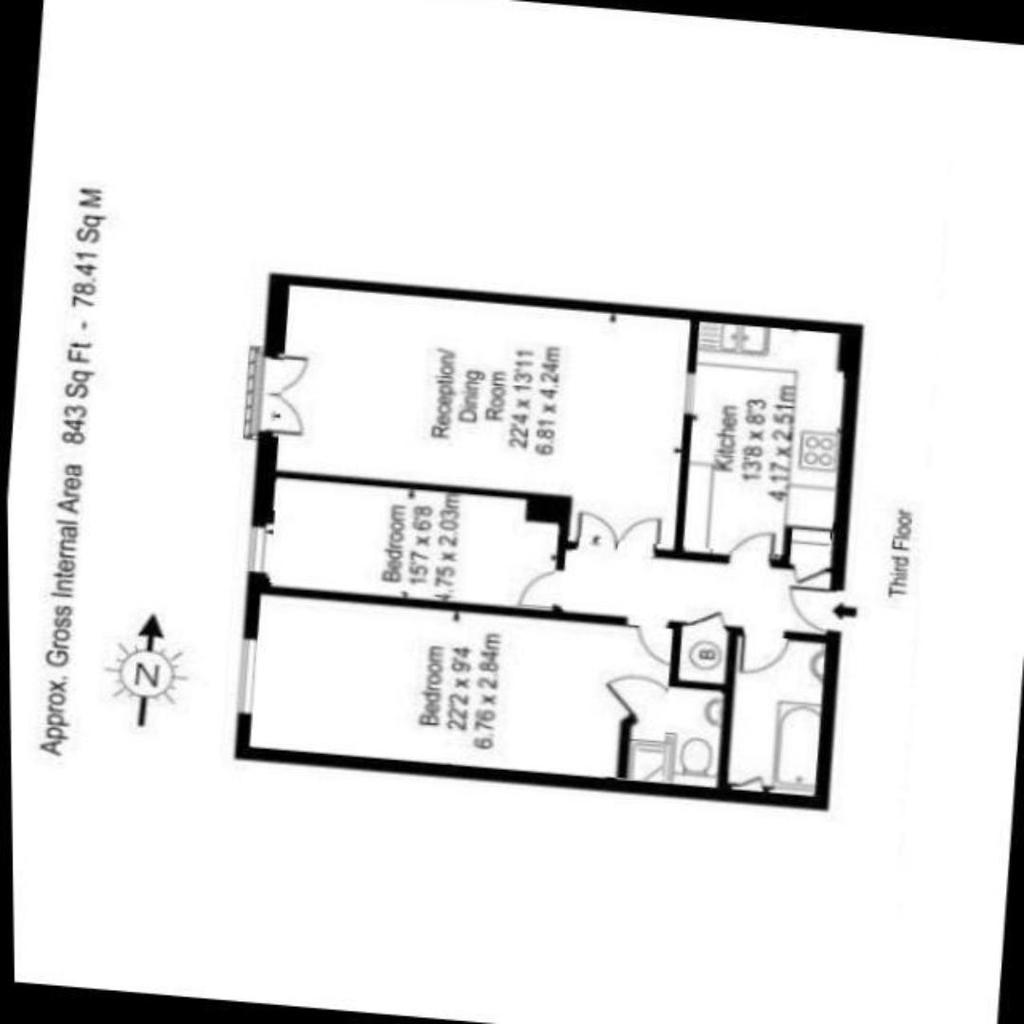 Approx. Gross Internal Area 843 Sq Ft - 78.41 Sq M
N
Reception/
Dining
Room
22'4 x 13'11
6.81 x 4.24m
Kitchen
13'8 x 8'3
4.17 x 2.51m
Bedroom
15'7 x 6'8
4.75 x 2.03m
Bedroom
22'2 x 9'4
6.76 x 2.84m
B
Third Floor